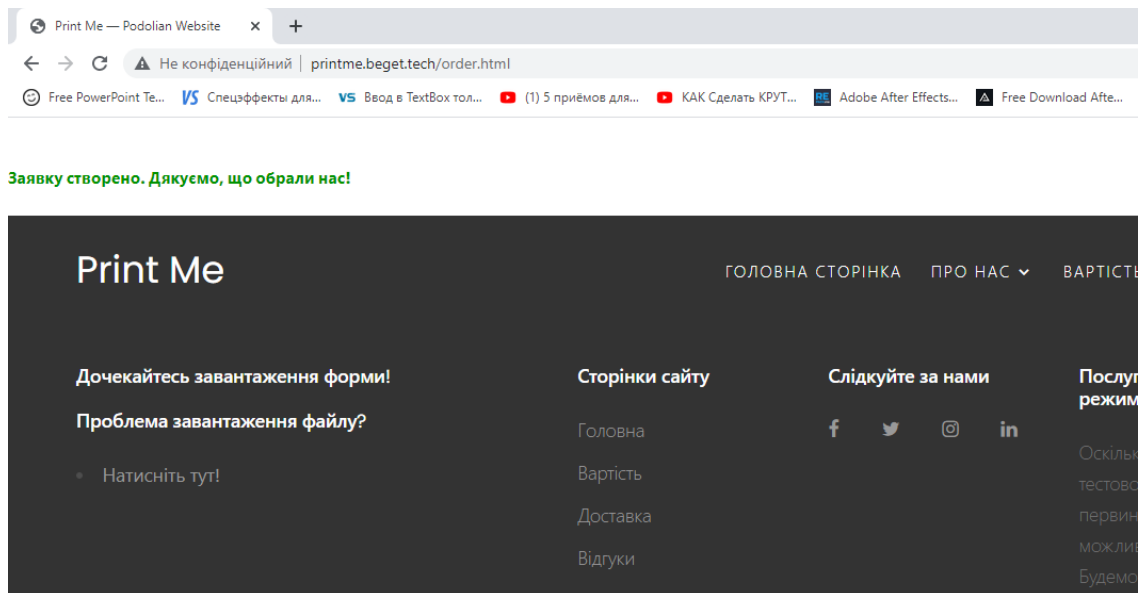 Print Me — Podolian Website
Не конфіденційний printme.beget.tech/order.html
Free PowerPoint Te... Спецэффекты для... Ввод в TextBox тол... (1) 5 приёмов для... КАК Сделать КРУТ... Adobe After Effects... Free Download Afte...
Заявку створено. Дякуємо, що обрали нас!
Print Me
ГОЛОВНА СТОРІНКА ПРО НАС ВАРТІСТЬ
Дочекайтесь завантаження форми!
Проблема завантаження файлу?
Натисніть тут!
Сторінки сайту
Головна
Вартість
Доставка
Відгуки
Слідкуйте за нами
режим
Будемо